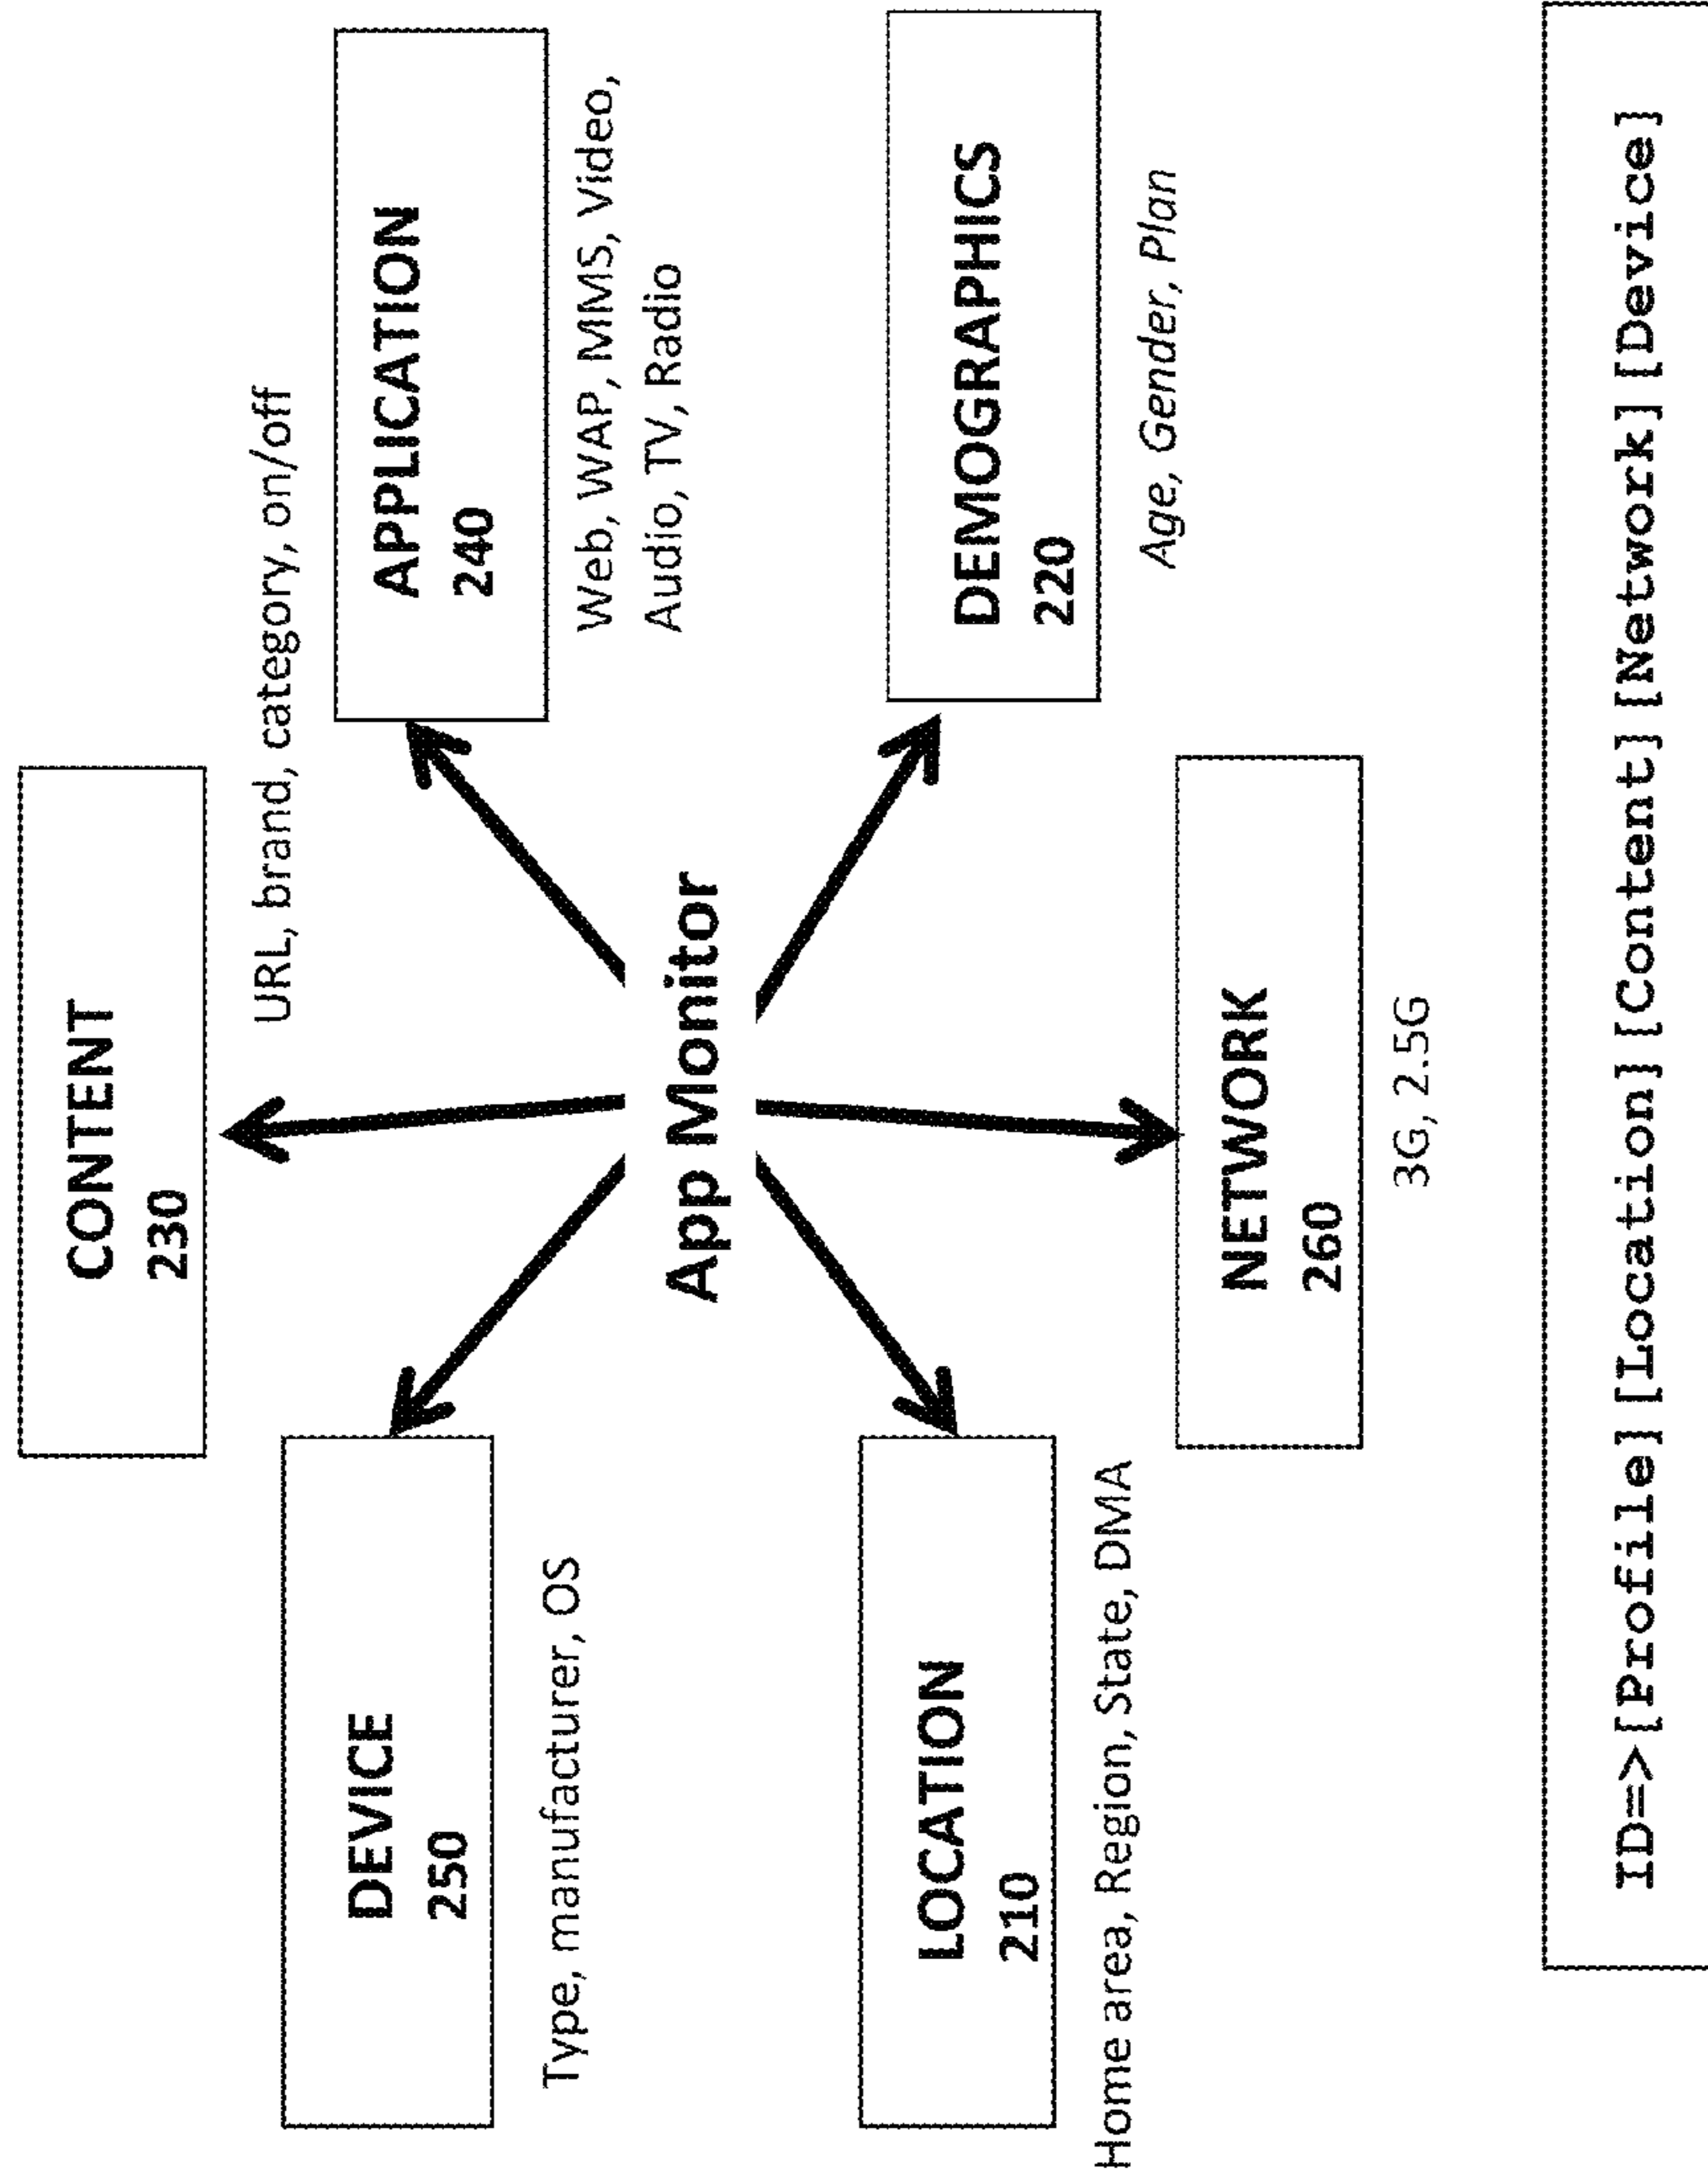 CONTENT
230
URL, brand, category, on/off
DEVICE
250
Type, manufacturer, OS
APPLICATION
240
Web, WAP, MMS, Video,
Audio, TV, Radio
App Monitor
LOCATION
210
Home area, Region, State, DMA
DEMOGRAPHICS
220
Age, Gender, Plan
NETWORK
260
3G, 2.5G
ID=>[Profile][Location][Content][Network][Device]